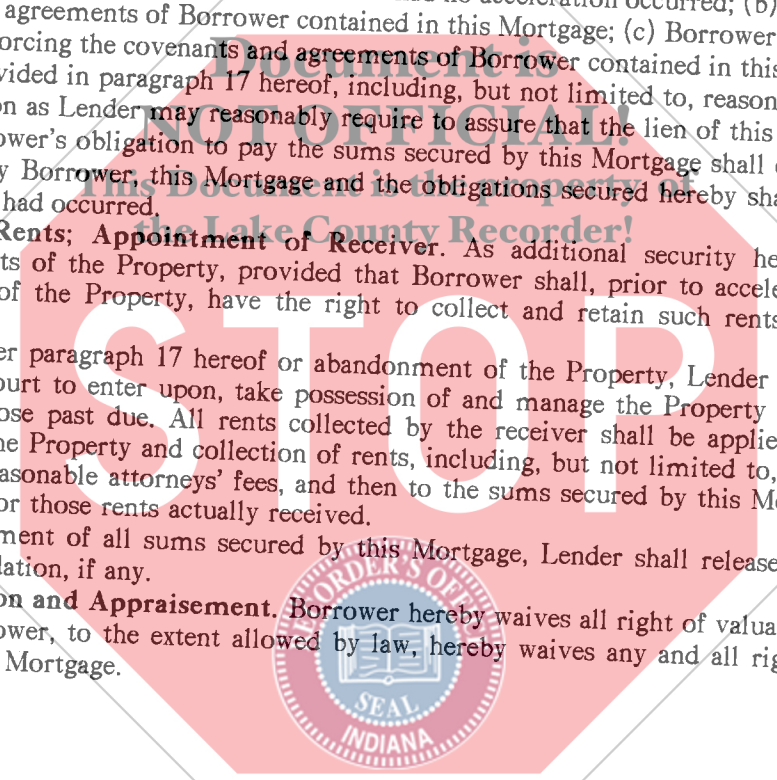 acceleration occurred; (b)
agreements of Borrower contained in this Mortgage; (c) Borrower
orcing the covenants and agreements of Borrower contained in this
vided in paragraph 17 hereof, including, but not limited to, reason
on as Lender may reasonably require to assure that the lien of this
ower's obligation to pay the sums secured by this Mortgage shall
y Borrower, this Mortgage and the obligations secured hereby sha
had occurred.
Rents; Appointment of Receiver. As additional security he
ts of the Property, provided that Borrower shall, prior to accele
of the Property, have the right to collect and retain such rents
er paragraph 17 hereof or abandonment of the Property, Lender
ourt to enter upon, take possession of and manage the Property
ose past due. All rents collected by the receiver shall be applie
he Property and collection of rents, including, but not limited to,
asonable attorneys' fees, and then to the sums secured by this Mo
or those rents actually received.
ment of all sums secured by this Mortgage, Lender shall release
lation, if any.
on and Appraisement. Borrower hereby waives all right of valua
ower, to the extent allowed by law, hereby waives any and all rig
Mortgage.
Document is
NOT OFFICIAL!
This Document is the property of
the Lake County Recorder!
STOP
RECORDER'S OFFICE
SEAL
INDIANA